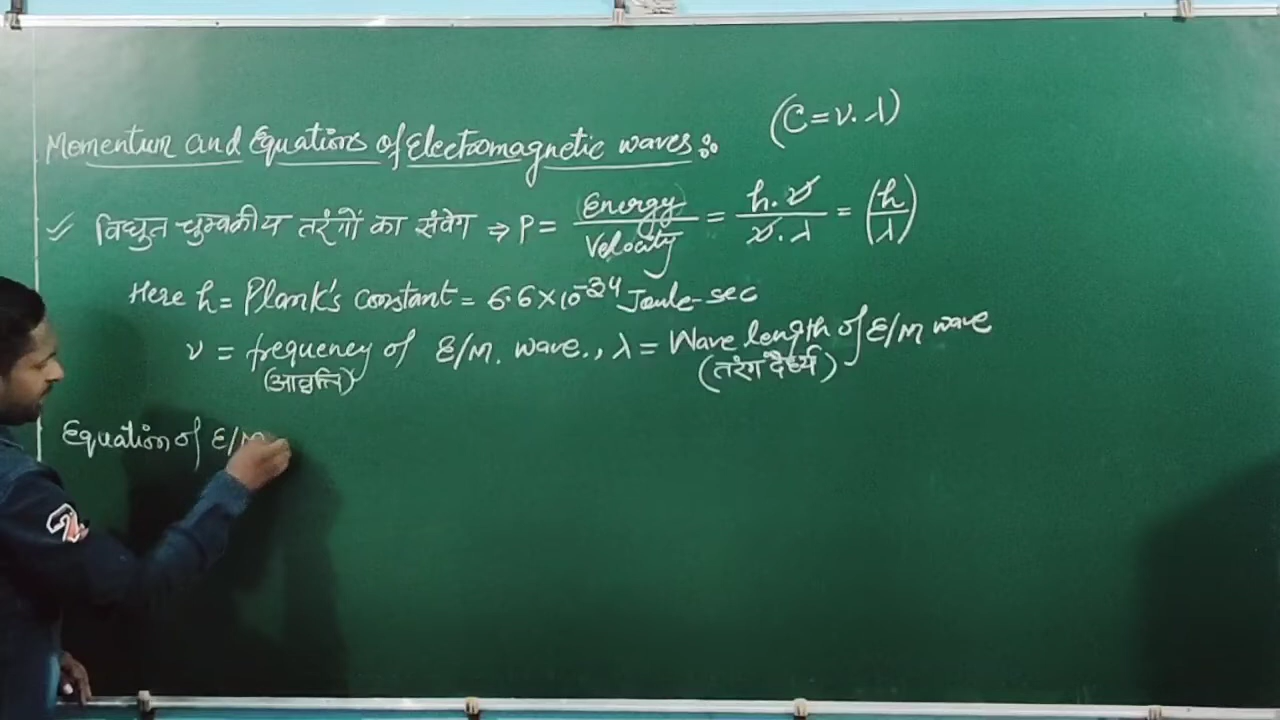 (C=ν.λ)
Momentum and Equations of Electromagnetic waves:
विधुत चुम्बकीय तरंगों का संवेग ⇒ P = Energy/Velocity = h.ν/ν.λ = (h/λ)
Here h = Plank's constant = 6.6×10⁻³⁴ Joule-sec
ν = frequency of E/M. wave., λ = Wave length of E/M wave
(आवृत्ति) (तरंग दैर्ध्य)
Equation of E/M